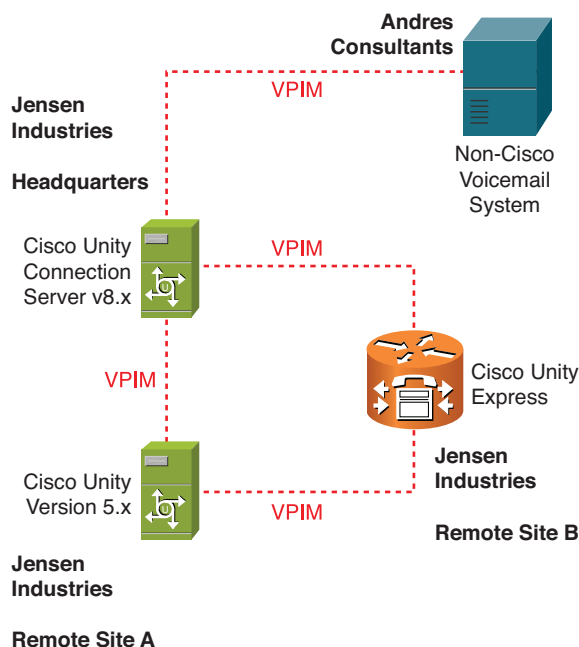 Andres
Consultants
VPIM
Jensen
Industries
Headquarters
Non-Cisco
Voicemail
System
Cisco Unity
Connection
Server v8.x
VPIM
U
VPIM
Cisco Unity
Express
Cisco Unity
Version 5.x
U
VPIM
Jensen
Industries
Remote Site B
Jensen
Industries
Remote Site A